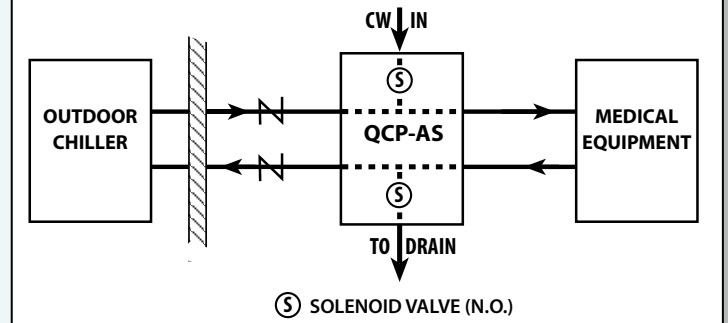 CW IN
S
OUTDOOR
CHILLER
QCP-AS
MEDICAL
EQUIPMENT
S
TO DRAIN
S SOLENOID VALVE (N.O.)